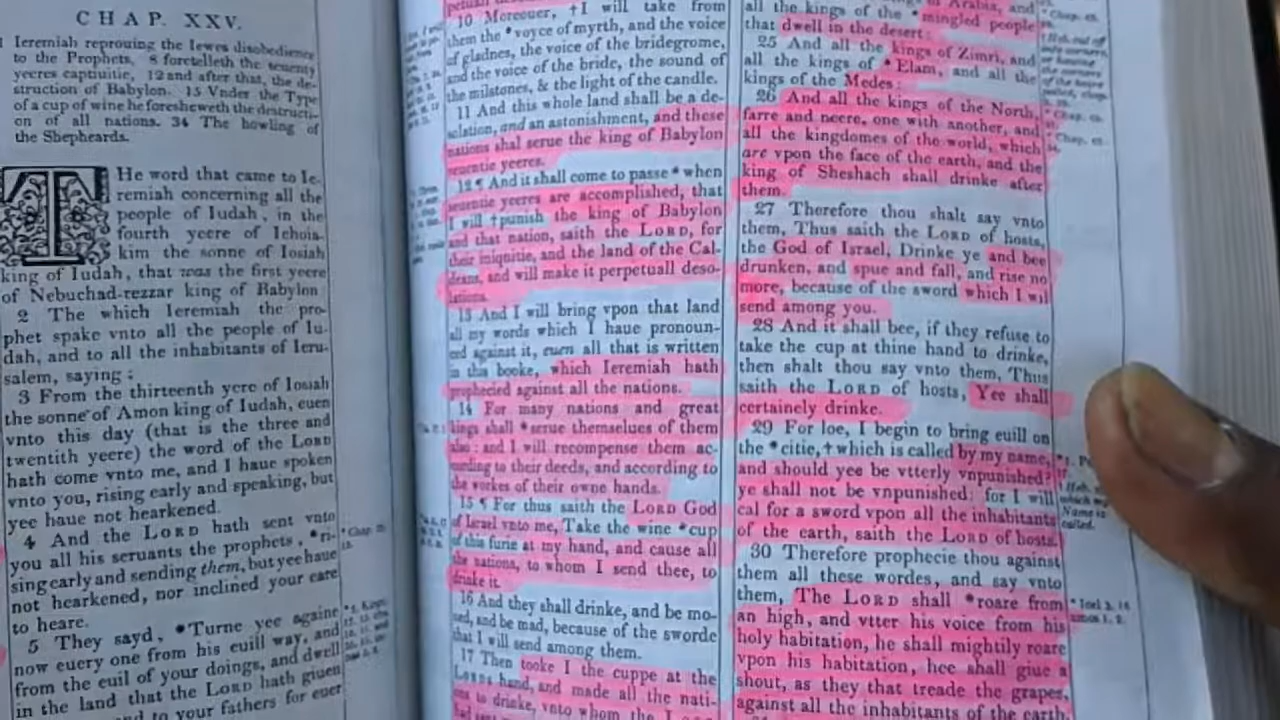 CHAP. XXV.
1 Ieremiah reprouing the Iewes disobedience
to the Prophets, 8 foretelleth the seuenty
yeeres captiuitie, 12 and after that, the de-
struction of Babylon. 15 Vnder the Type
of a cup of wine he foresheweth the destructi-
on of all nations. 34 The howling of
the Shepheards.
THe word that came to Ie-
remiah concerning all the
people of Iudah, in the
fourth yeere of Iehoia-
kim the sonne of Iosiah
king of Iudah, that was the first yeere
of Nebuchad-rezzar king of Babylon:
2 The which Ieremiah the pro-
phet spake vnto all the people of Iu-
dah, and to all the inhabitants of Ieru-
salem, saying:
3 From the thirteenth yere of Iosiah
the sonne of Amon king of Iudah, euen
vnto this day (that is the three and
twentith yeere) the word of the LORD
hath come vnto me, and I haue spoken
vnto you, rising early and speaking, but
yee haue not hearkened.
4 And the LORD hath sent vnto
you all his seruants the prophets, *ri-
sing early and sending them, but yee haue
not hearkened, nor inclined your eare
to heare.
5 They sayd, *Turne yee againe
now euery one from his euill way, and
from the euil of your doings, and dwell
in the land that the LORD hath giuen
and to your fathers for euer
10 Moreouer, †I will take from
them the *voyce of myrth, and the voice
of gladnes, the voice of the bridegrome,
and the voice of the bride, the sound of
the milstones, & the light of the candle.
11 And this whole land shall be a de-
solation, and an astonishment, and these
nations shal serue the king of Babylon
seuentie yeeres.
12 ¶ And it shall come to passe *when
seuentie yeeres are accomplished, that
I will †punish the king of Babylon
and that nation, saith the LORD, for
their iniquitie, and the land of the Cal-
deans, and will make it perpetuall deso-
lations.
13 And I will bring vpon that land
all my words which I haue pronoun-
ced against it, euen all that is written
in this booke, which Ieremiah hath
prophecied against all the nations.
14 For many nations and great
kings shall *serue themselues of them
also: and I will recompense them ac-
cording to their deeds, and according to
the workes of their owne hands.
15 ¶ For thus saith the LORD God
of Israel vnto me, Take the wine *cup
of this furie at my hand, and cause all
the nations, to whom I send thee, to
drinke it.
16 And they shall drinke, and be mo-
ued, and be mad, because of the sworde
that I will send among them.
17 Then tooke I the cuppe at the
LORDS hand, and made all the nati-
ons to drinke, vnto whom the
Arabia, and
all the kings of the *mingled people
that dwell in the desert:
25 And all the kings of Zimri, and
all the kings of *Elam, and all the
kings of the Medes:
26 And all the kings of the North,
farre and neere, one with another, and
all the kingdomes of the world, which
are vpon the face of the earth, and the
king of Sheshach shall drinke after
them.
27 Therefore thou shalt say vnto
them, Thus saith the LORD of hosts,
the God of Israel, Drinke ye and bee
drunken, and spue and fall, and rise no
more, because of the sword which I wil
send among you.
28 And it shall bee, if they refuse to
take the cup at thine hand to drinke,
then shalt thou say vnto them, Thus
saith the LORD of hosts, Yee shall
certainely drinke.
29 For loe, I begin to bring euill on
the *citie, †which is called by my name,
and should yee be vtterly vnpunished?
ye shall not be vnpunished: for I will
cal for a sword vpon all the inhabitants
of the earth, saith the LORD of hosts.
30 Therefore prophecie thou against
them all these wordes, and say vnto
them, The LORD shall *roare from
an high, and vtter his voice from his
holy habitation, he shall mightily roare
vpon his habitation, hee shall giue a
shout, as they that treade the grapes,
against all the inhabitants of the earth.
Name is
called.